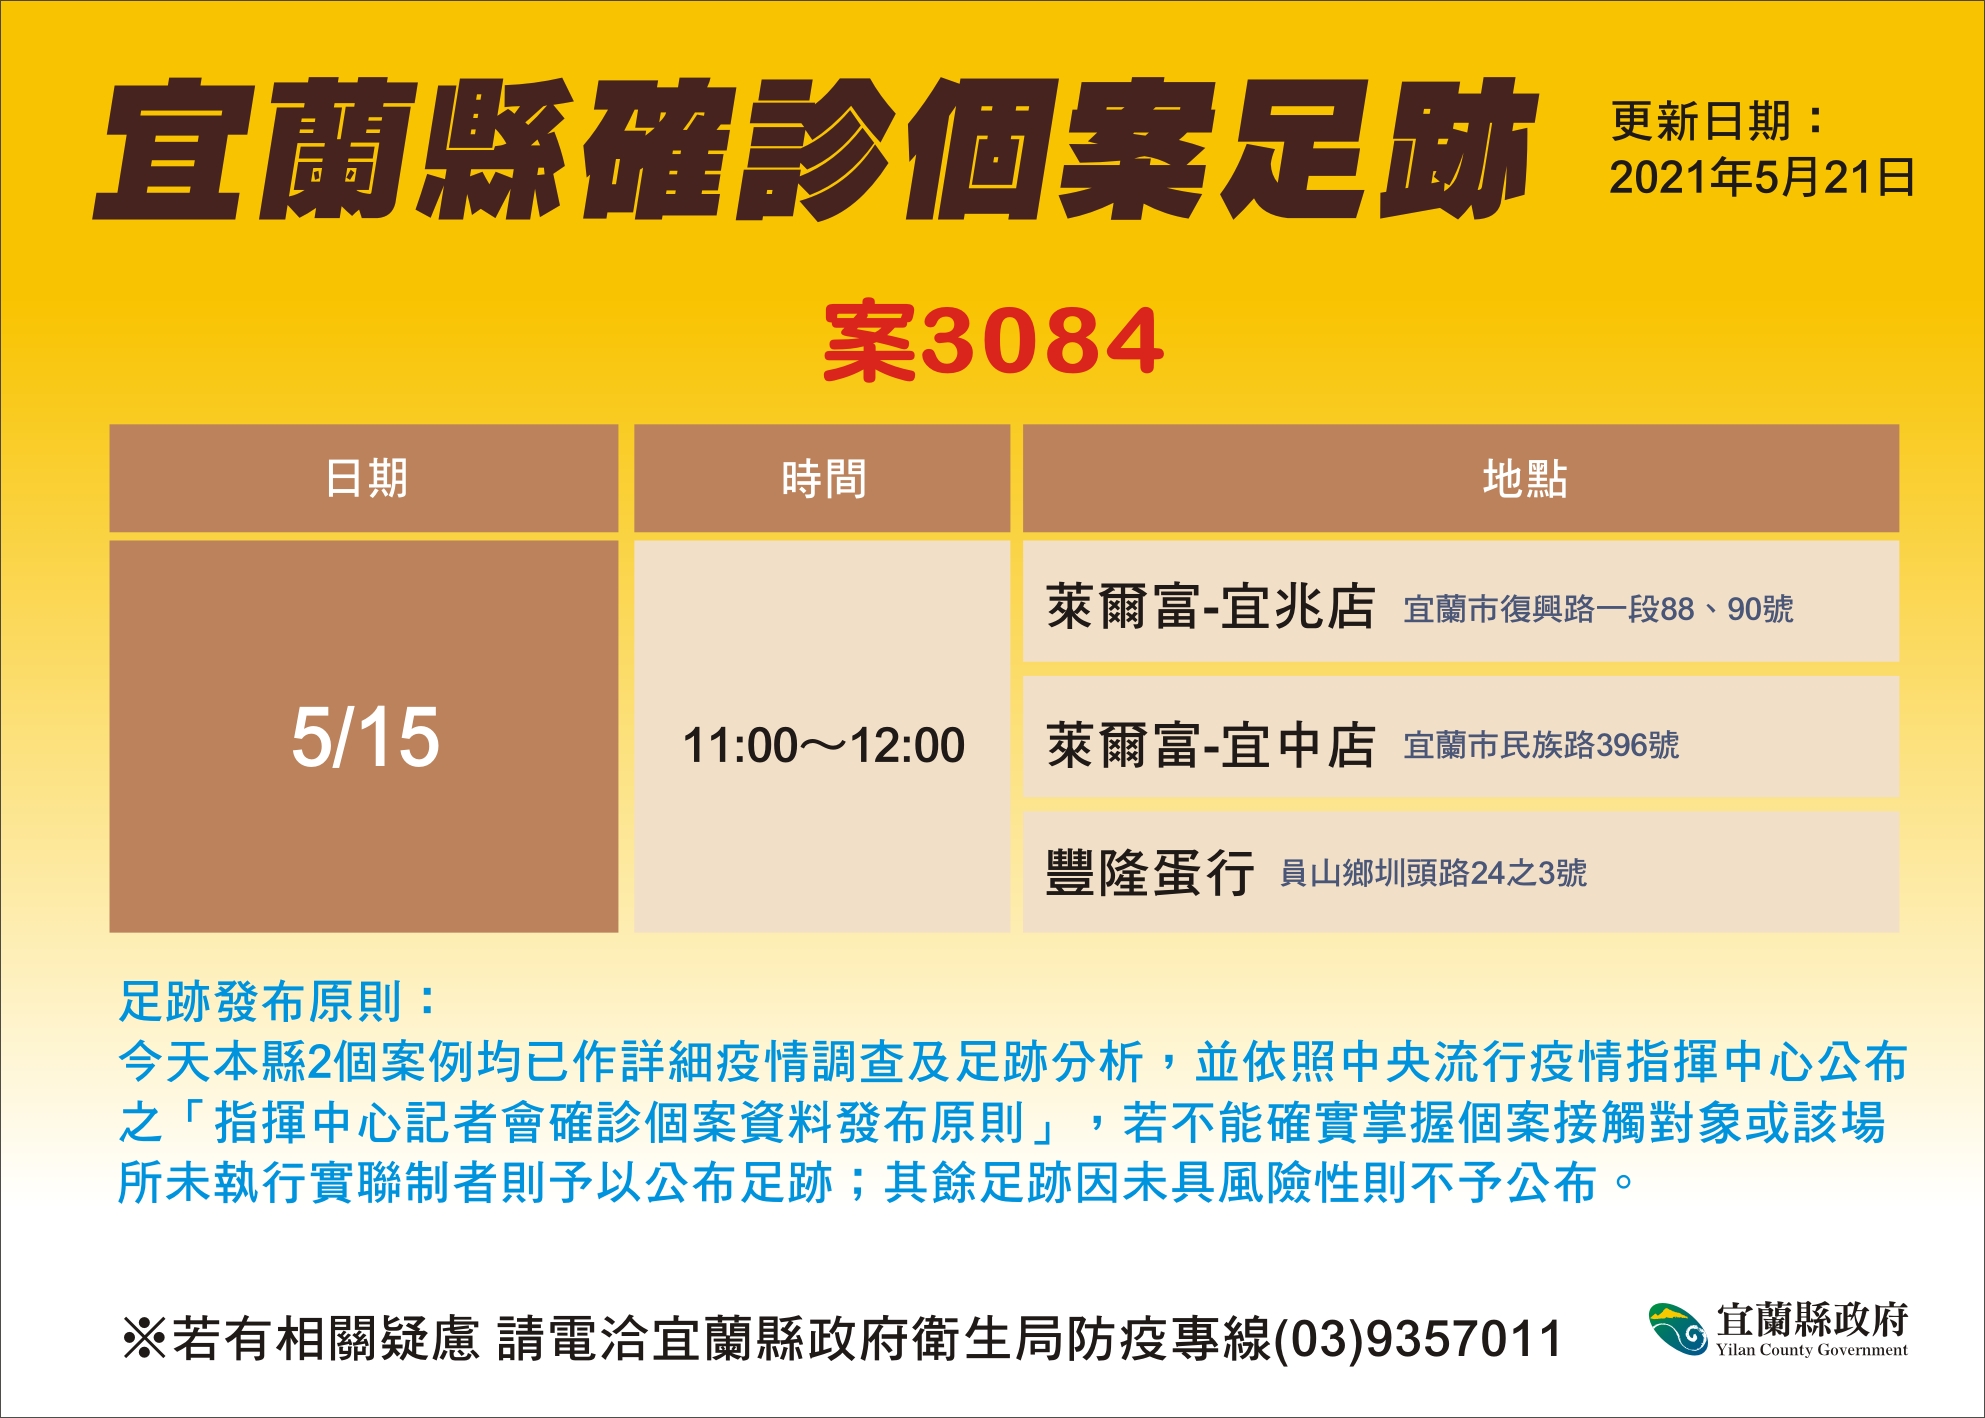 宜蘭縣確診個案足跡
更新日期：
2021年5月21日
案3084
日期
時間
地點
5/15
11:00～12:00
萊爾富-宜兆店 宜蘭市復興路一段88、90號
萊爾富-宜中店 宜蘭市民族路396號
豐隆蛋行 員山鄉圳頭路24之3號
足跡發布原則：
今天本縣2個案例均已作詳細疫情調查及足跡分析，並依照中央流行疫情指揮中心公布
之「指揮中心記者會確診個案資料發布原則」，若不能確實掌握個案接觸對象或該場
所未執行實聯制者則予以公布足跡；其餘足跡因未具風險性則不予公布。
※若有相關疑慮 請電洽宜蘭縣政府衛生局防疫專線(03)9357011
宜蘭縣政府
Yilan County Government